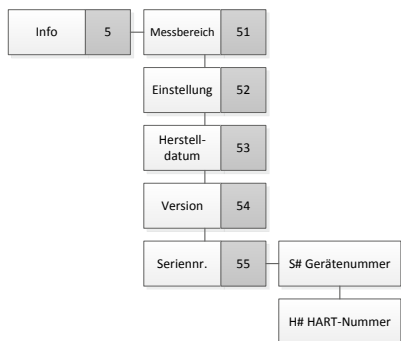 Info 5 Messbereich 51
Einstellung 52
Herstell-
datum 53
Version 54
Seriennr. 55 S# Gerätenummer
H# HART-Nummer